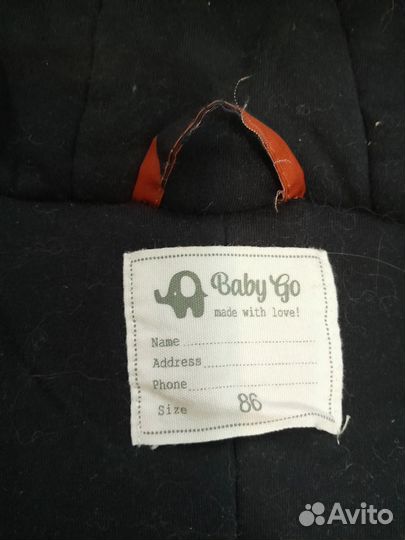 Baby Go
made with love!
Name
Address
Phone
Size 86
Avito